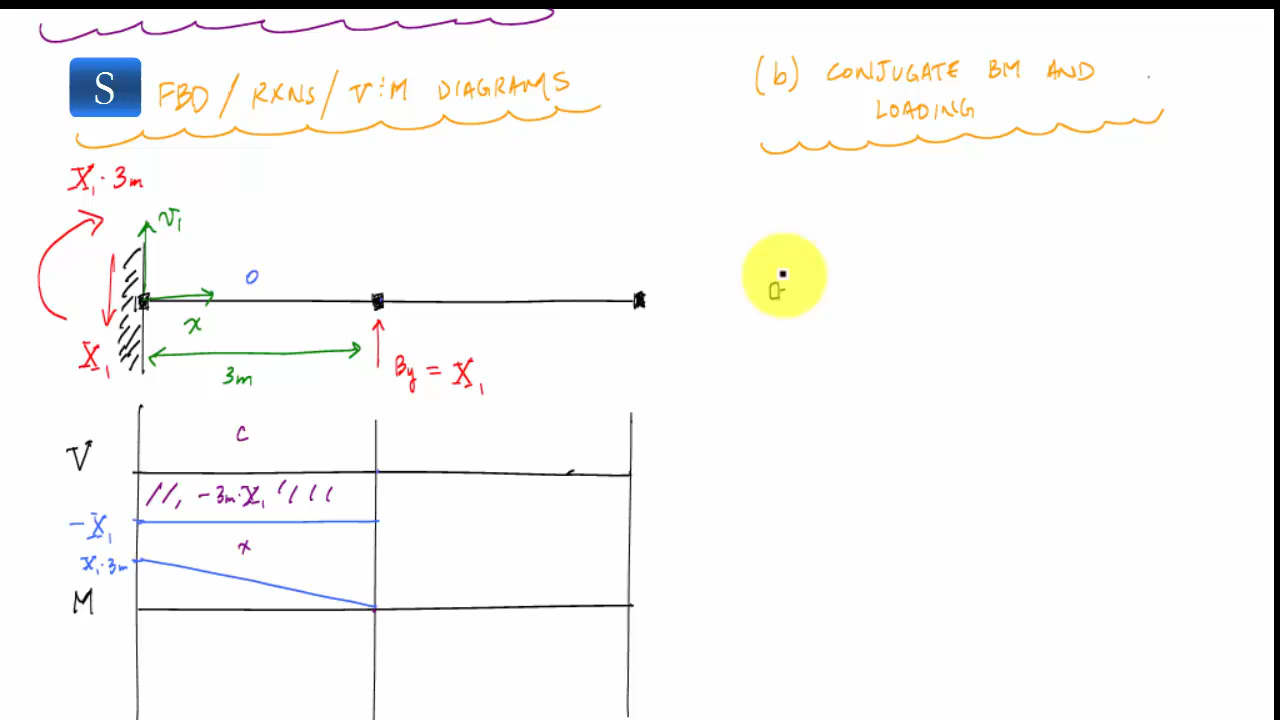 S
FBD / RXNS / V & M DIAGRAMS
(b) CONJUGATE BM AND
LOADING
X₁ · 3m
v₁
0
x
X₁
3m
By = X₁
V
C
-3m·X₁
-X₁
x
X₁·3m
M